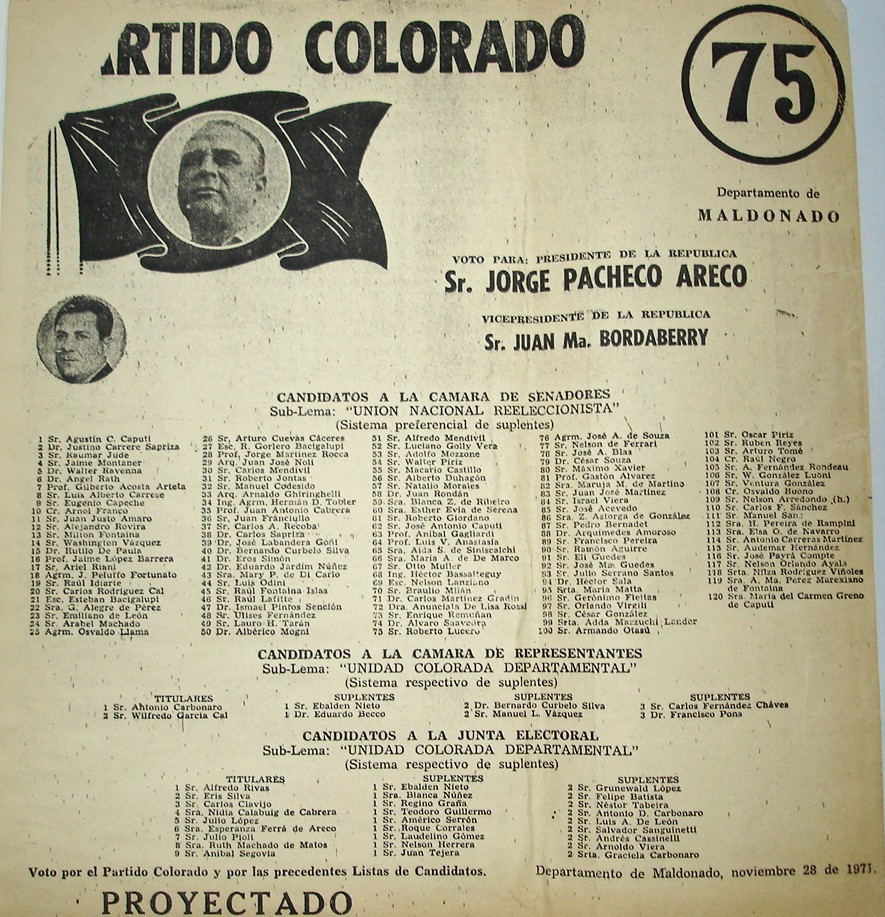 PARTIDO COLORADO
75
Departamento de
MALDONADO
VOTO PARA: PRESIDENTE DE LA REPUBLICA
Sr. JORGE PACHECO ARECO
VICEPRESIDENTE DE LA REPUBLICA
Sr. JUAN Ma. BORDABERRY
CANDIDATOS A LA CAMARA DE SENADORES
Sub-Lema: "UNION NACIONAL REELECCIONISTA"
(Sistema preferencial de suplentes)
1 Sr. Agustín C. Caputi
2 Dr. Justino Carrere Sapriza
3 Sr. Raumar Jude
4 Sr. Jaime Montaner
5 Dr. Walter Ravenna
6 Dr. Angel Rath
7 Prof. Gilberto Acosta Arteta
8 Sr. Luis Alberto Carrese
9 Sr. Eugenio Capeche
10 Cr. Arnol Franco
11 Sr. Juan Justo Amaro
12 Sr. Alejandro Rovira
13 Sr. Milton Fontaina
14 Sr. Washington Vázquez
15 Dr. Rutilo De Paula
16 Prof. Jaime López Barrera
17 Sr. Ariel Riani
18 Agrm. J. Pelufto Fortunato
19 Sr. Raúl Idiarte
20 Sr. Carlos Rodríguez Cal
21 Esc. Esteban Bacigalupi
22 Sra. G. Alegre de Pérez
23 Sr. Emiliano de León
24 Sr. Arabel Machado
25 Agrm. Osvaldo Llama
26 Sr. Arturo Cuevas Cáceres
27 Esc. R. Gorlero Bacigalupi
28 Prof. Jorge Martínez Rocca
29 Arq. Juan José Noli
30 Sr. Carlos Mendivil
31 Sr. Roberto Jontas
32 Sr. Manuel Codesido
33 Arq. Arnaldo Ghiringhelli
34 Ing. Agrm. Hermán D. Tobler
35 Prof. Juan Antonio Cabrera
36 Sr. Juan Franciullo
37 Sr. Carlos A. Recoba
38 Dr. Carlos Sapriza
39 Dr. José Labandera Goñi
40 Dr. Bernardo Curbelo Silva
41 Dr. Eros Simón
42 Dr. Eduardo Jardim Núñez
43 Sra. Mary P. de Di Carlo
44 Sr. Luis Odini
45 Sr. Raúl Fontaina Islas
46 Sr. Raúl Lafitte
47 Dr. Ismael Pintos Sención
48 Sr. Ulises Fernández
49 Sr. Lauro H. Tarán
50 Dr. Albérico Mogni
51 Sr. Alfredo Mendivil
52 Sr. Luciano Golly Vera
53 Sr. Adolfo Mozzone
54 Sr. Walter Piriz
55 Sr. Macario Castillo
56 Sr. Alberto Duhagón
57 Sr. Natalio Morales
58 Dr. Juan Rondán
59 Sra. Blanca Z. de Ribeiro
60 Sra. Esther Evia de Serena
61 Sr. Roberto Giordano
62 Sr. José Antonio Caputi
63 Prof. Aníbal Gagliardi
64 Prof. Luis V. Anastasia
65 Sra. Aída S. de Siniscalchi
66 Sra. María A. de De Marco
67 Sr. Otto Muller
68 Ing. Héctor Bassaiteguy
69 Esc. Nelson Lanziano
70 Sr. Braulio Milán
71 Dr. Carlos Martínez Gradín
72 Dra. Anunciata De Lisa Rosai
73 Sr. Enrique Remuñan
74 Dr. Alvaro Saavedra
75 Sr. Roberto Lucero
76 Agrm. José A. de Souza
77 Sr. Nelson de Ferrari
78 Sr. José A. Blas
79 Dr. César Souza
80 Sr. Máximo Xavier
81 Prof. Gastón Alvarez
82 Sra. Maruja M. de Martino
83 Sr. Juan José Martínez
84 Sr. Israel Viera
85 Sr. José Acevedo
86 Sra. Z. Astorga de González
87 Sr. Pedro Bernadet
88 Dr. Arquímedes Amoroso
89 Sr. Francisco Pereira
90 Sr. Ramón Aguirre
91 Sr. Eli Guedes
92 Sr. José Ma. Guedes
93 Sr. Julio Serrano Santos
94 Dr. Héctor Sala
95 Srta. María Matta
96 Sr. Gerónimo Fleitas
97 Sr. Orlando Virgili
98 Sr. César González
99 Srta. Adda Mazzuchi Lander
100 Sr. Armando Otasú
101 Sr. Oscar Piriz
102 Sr. Ruben Reyes
103 Sr. Arturo Tomé
104 Cr. Raúl Negro
105 Sr. A. Fernández Rondeau
106 Sr. W. González Luoni
107 Sr. Ventura González
108 Cr. Osvaldo Buono
109 Sr. Nelson Arredondo (h.)
110 Sr. Carlos F. Sánchez
111 Sr. Manuel
112 Sra. H. Pereira de Rampini
113 Sra. Elsa O. de Navarro
114 Sr. Antonio Carreras Martínez
115 Sr. Audemar Hernández
116 Sr. José Payrá Compte
117 Sr. Nelson Orlando Ayala
118 Srta. Nilza Rodríguez Viñoles
119 Sra. A. Ma. Perez Marexiano
de Fontaina
120 Sra. María del Carmen Greno
de Caputi
CANDIDATOS A LA CAMARA DE REPRESENTANTES
Sub-Lema: "UNIDAD COLORADA DEPARTAMENTAL"
(Sistema respectivo de suplentes)
TITULARES
1 Sr. Antonio Carbonaro
2 Sr. Wilfredo García Cal
SUPLENTES
1 Sr. Ebalden Nieto
1 Dr. Eduardo Becco
SUPLENTES
2 Dr. Bernardo Curbelo Silva
2 Sr. Manuel L. Vázquez
SUPLENTES
3 Sr. Carlos Fernández Cháves
3 Dr. Francisco Pons
CANDIDATOS A LA JUNTA ELECTORAL
Sub-Lema: "UNIDAD COLORADA DEPARTAMENTAL"
(Sistema respectivo de suplentes)
TITULARES
1 Sr. Alfredo Rivas
2 Sr. Eris Silva
3 Sr. Carlos Clavijo
4 Sra. Nidia Calabuig de Cabrera
5 Sr. Julio López
6 Sra. Esperanza Ferrá de Areco
7 Sr. Julio Pioli
8 Sra. Ruth Machado de Matos
9 Sr. Aníbal Segovia
SUPLENTES
1 Sr. Ebalden Nieto
1 Sra. Blanca Núñez
1 Sr. Regino Graña
1 Sr. Teodoro Guillermo
1 Sr. Américo Serrón
1 Sr. Roque Corrales
1 Sr. Laudelino Gómez
1 Sr. Nelson Herrera
1 Sr. Juan Tejera
SUPLENTES
2 Sr. Grunewald López
2 Sr. Felipe Batista
2 Sr. Néstor Tabeira
2 Sr. Antonio D. Carbonaro
2 Sr. Luis A. De León
2 Sr. Salvador Sanguinetti
2 Sr. Andrés Cassinelli
2 Sr. Arnoldo Viera
2 Srta. Graciela Carbonaro
Voto por el Partido Colorado y por las precedentes Listas de Candidatos.
Departamento de Maldonado, noviembre 28 de 1971.
PROYECTADO